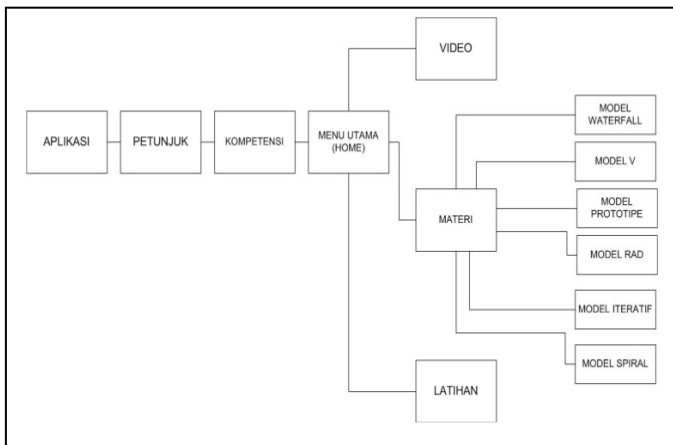 VIDEO
APLIKASI
PETUNJUK
KOMPETENSI
MENU UTAMA
(HOME)
MATERI
MODEL
WATERFALL
MODEL V
MODEL
PROTOTIPE
MODEL RAD
MODEL ITERATIF
MODEL SPIRAL
LATIHAN